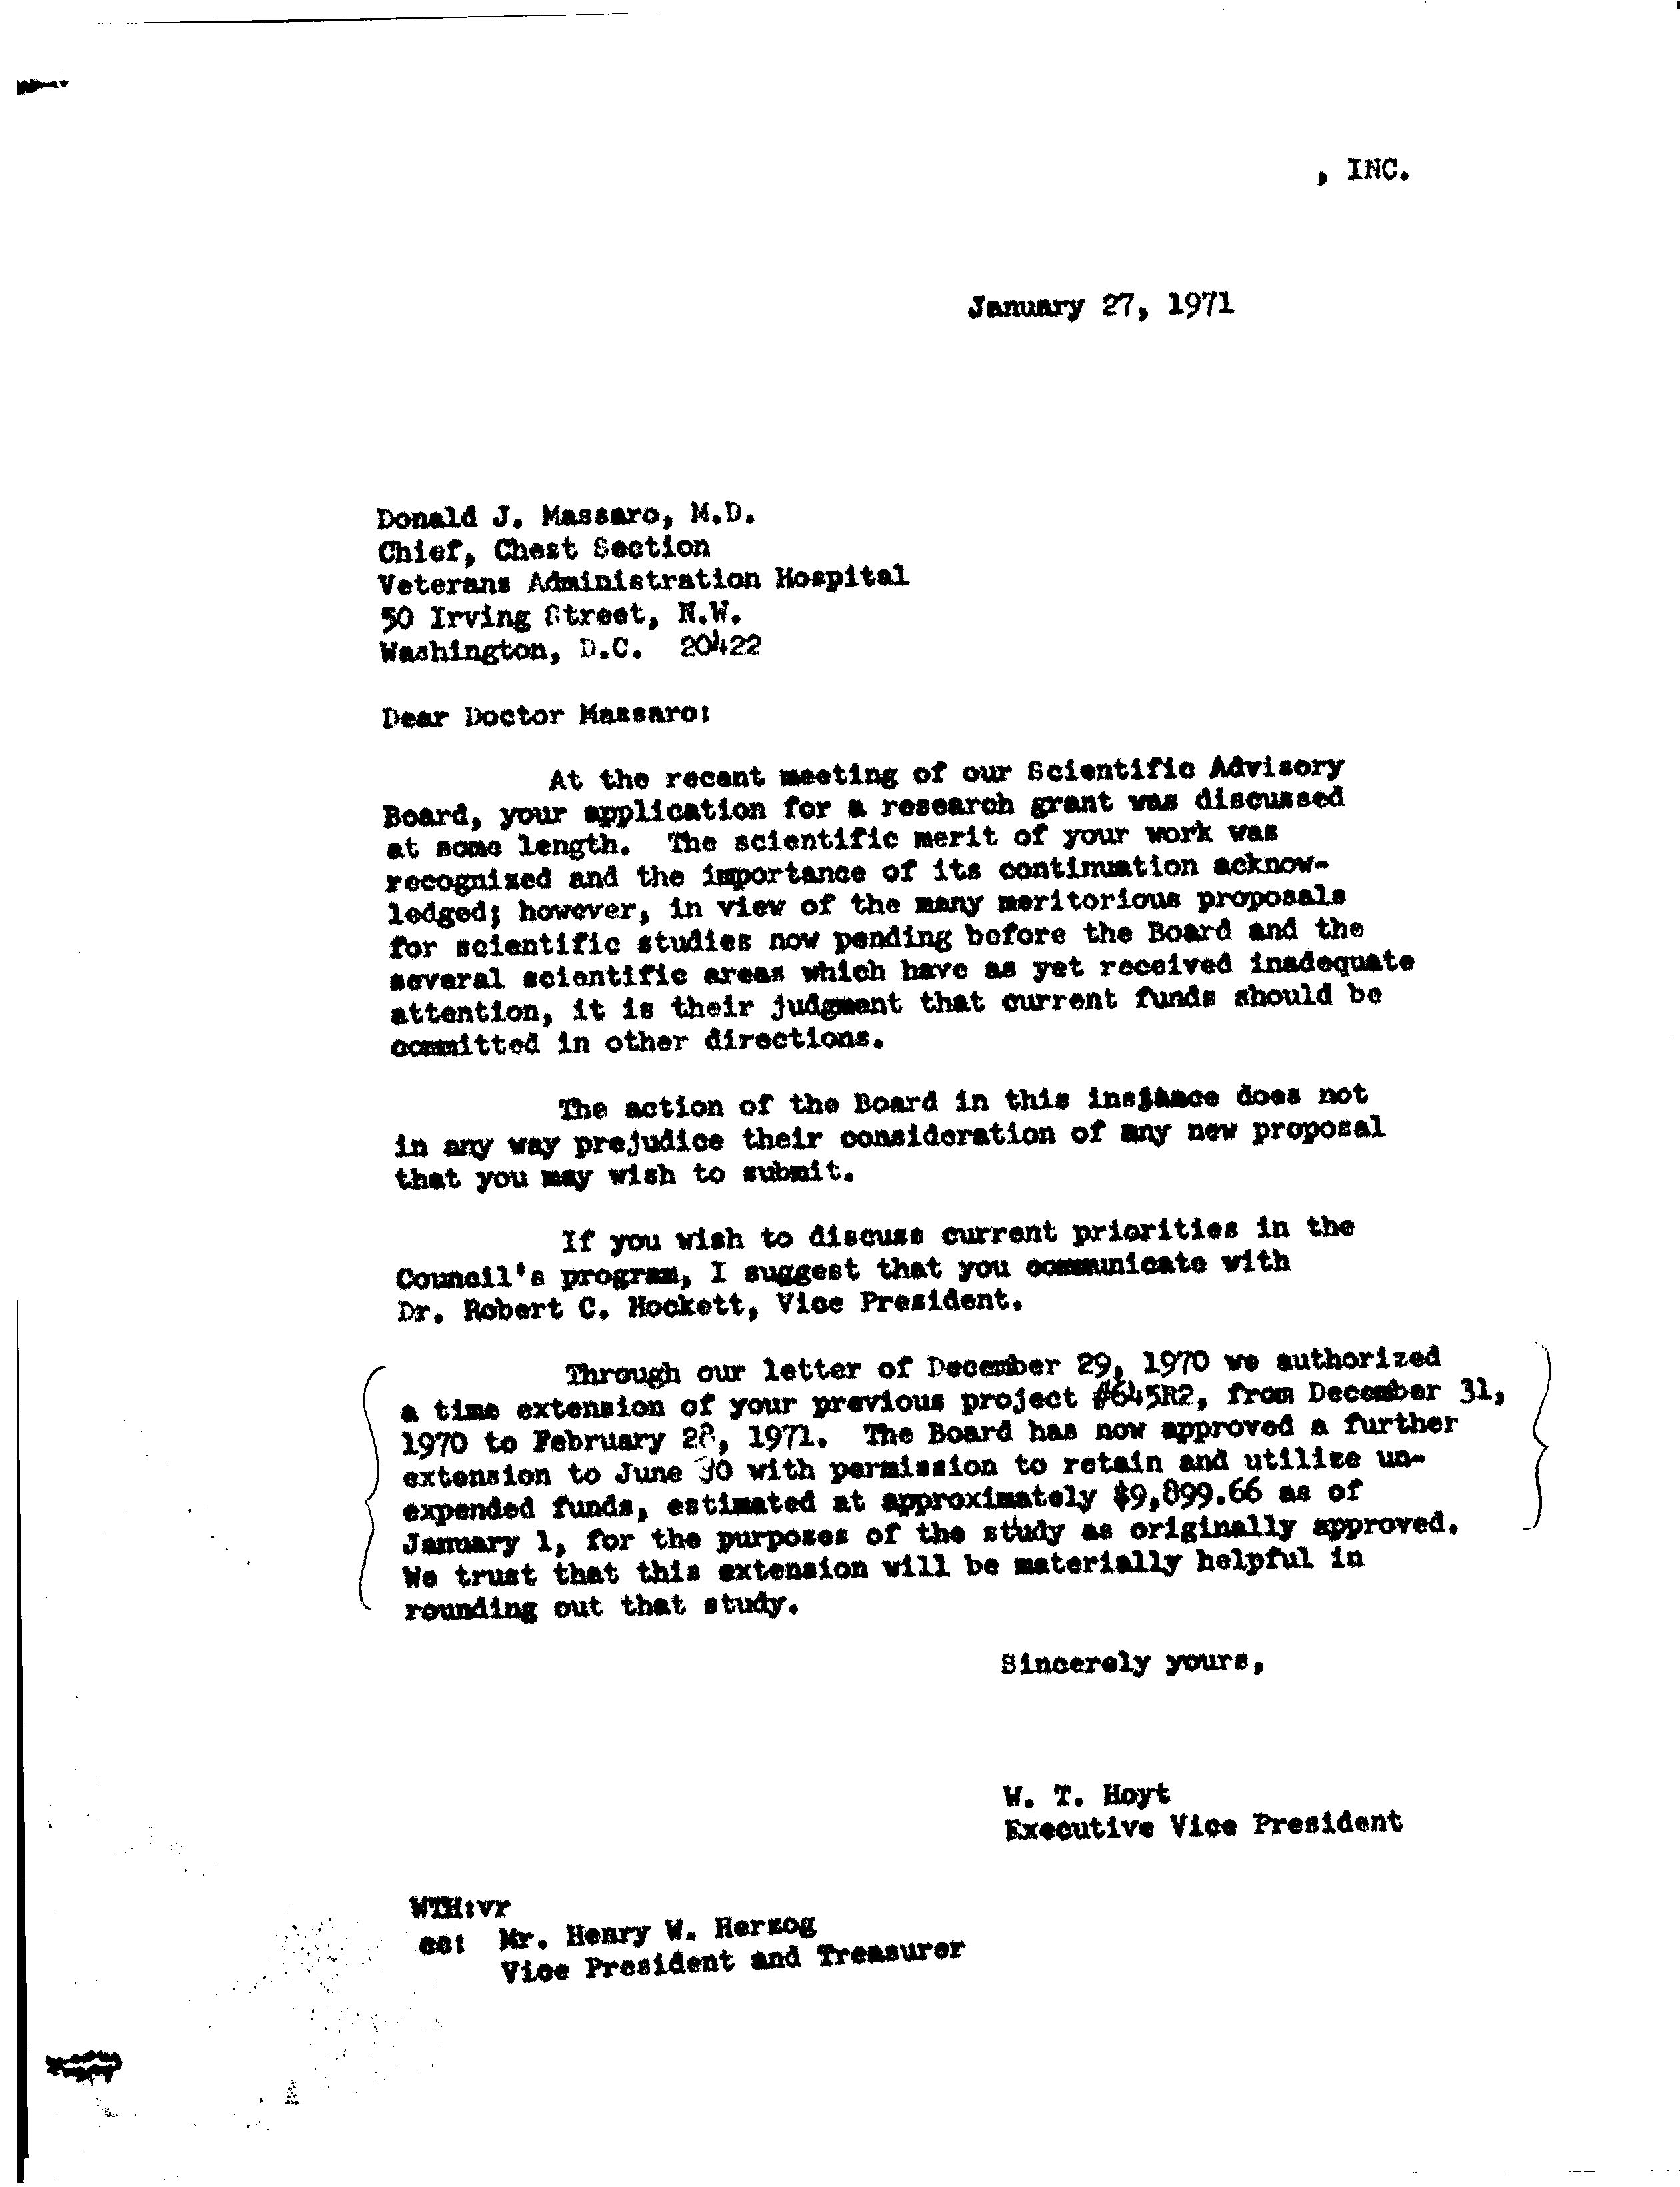 , INC.
January 27, 1971
Donald J. Massaro, M.D.
Chief, Chest Section
Veterans Administration Hospital
50 Irving Street, N.W.
Washington, D.C. 20422
Dear Doctor Massaro:
At the recent meeting of our Scientific Advisory
Board, your application for a research grant was discussed
at some length. The scientific merit of your work was
recognized and the importance of its continuation acknow-
ledged; however, in view of the many meritorious proposals
for scientific studies now pending before the Board and the
several scientific areas which have as yet received inadequate
attention, it is their judgment that current funds should be
committed in other directions.
The action of the Board in this instance does not
in any way prejudice their consideration of any new proposal
that you may wish to submit.
If you wish to discuss current priorities in the
Council's program, I suggest that you communicate with
Dr. Robert C. Hockett, Vice President.
Through our letter of December 29, 1970 we authorized
a time extension of your previous project #645R2, from December 31,
1970 to February 28, 1971. The Board has now approved a further
extension to June 30 with permission to retain and utilize un-
expended funds, estimated at approximately $9,899.66 as of
January 1, for the purposes of the study as originally approved.
We trust that this extension will be materially helpful in
rounding out that study.
Sincerely yours,
W. T. Hoyt
Executive Vice President
WTH:vr
cc: Mr. Henry W. Herzog
Vice President and Treasurer